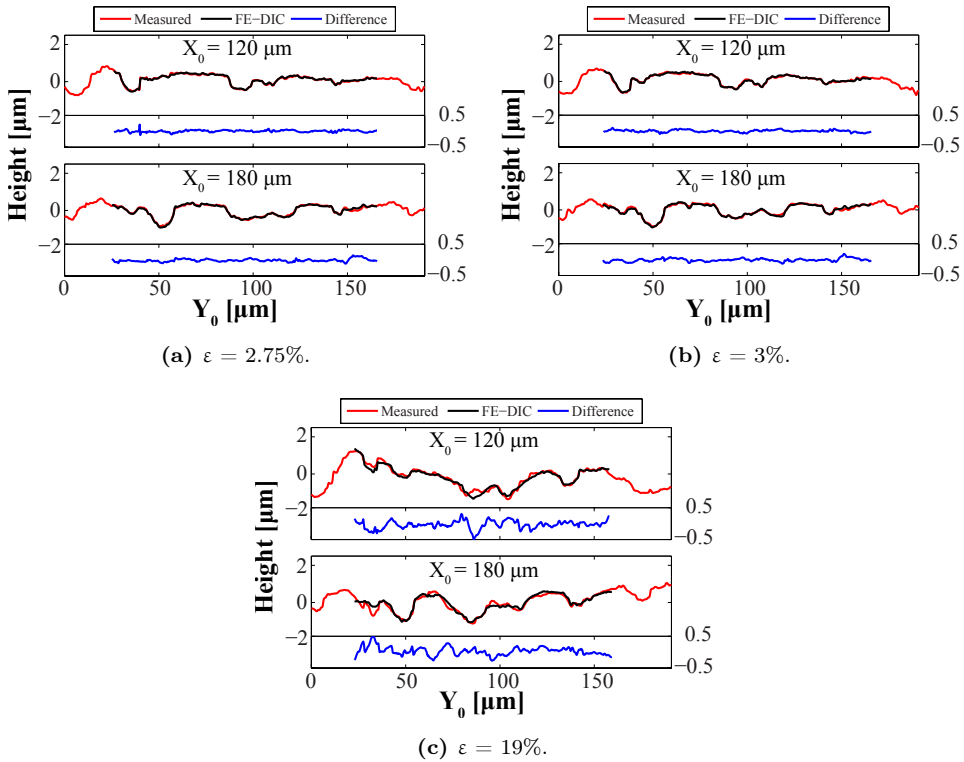 Measured FE−DIC Difference
X0 = 120 μm
2
0
−2
0.5
−0.5
X0 = 180 μm
2
0
−2
0.5
−0.5
Height [μm]
0 50 100 150
Y0 [μm]
(a) ε = 2.75%.
Measured FE−DIC Difference
X0 = 120 μm
2
0
−2
0.5
−0.5
X0 = 180 μm
2
0
−2
0.5
−0.5
Height [μm]
0 50 100 150
Y0 [μm]
(b) ε = 3%.
Measured FE−DIC Difference
X0 = 120 μm
2
0
−2
0.5
−0.5
X0 = 180 μm
2
0
−2
0.5
−0.5
Height [μm]
0 50 100 150
Y0 [μm]
(c) ε = 19%.